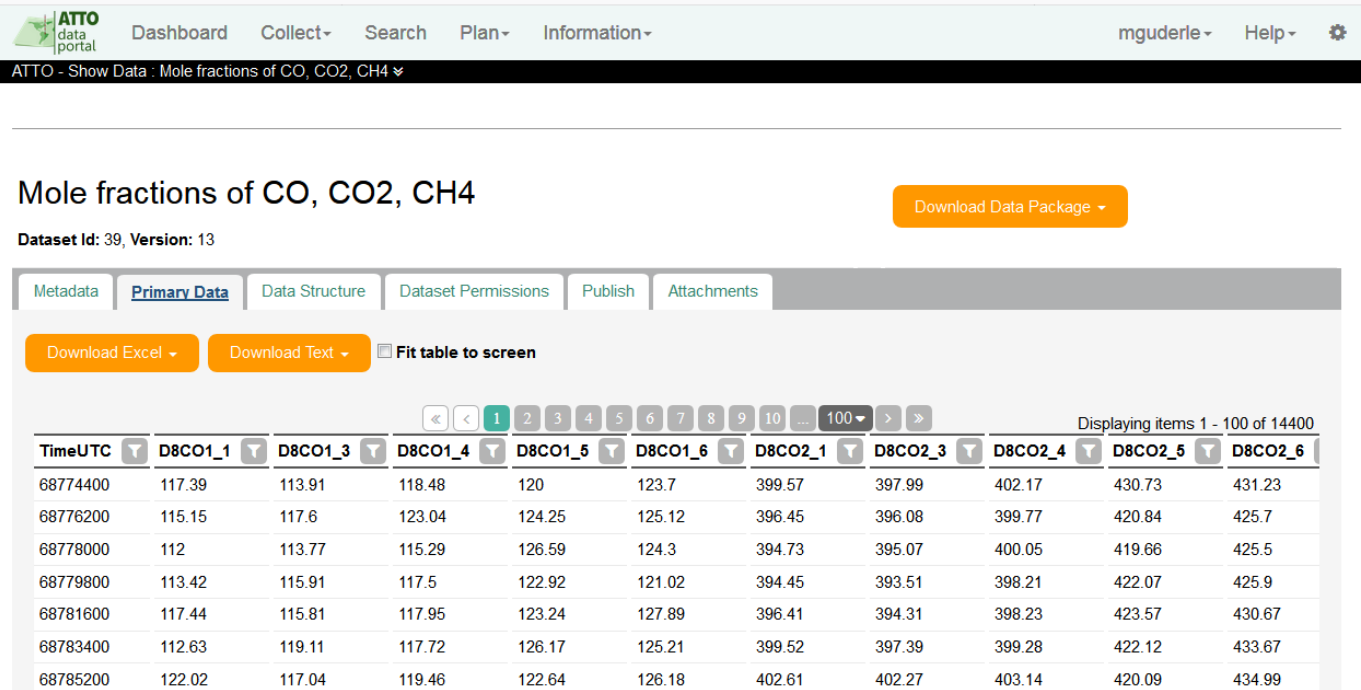 ATTO
data
portal
Dashboard Collect Search Plan Information mguderle Help
ATTO - Show Data : Mole fractions of CO, CO2, CH4
Mole fractions of CO, CO2, CH4
Download Data Package
Dataset Id: 39, Version: 13
Metadata Primary Data Data Structure Dataset Permissions Publish Attachments
Download Excel Download Text Fit table to screen
« < 1 2 3 4 5 6 7 8 9 10 ... 100 > »
Displaying items 1 - 100 of 14400
TimeUTC D8CO1_1 D8CO1_3 D8CO1_4 D8CO1_5 D8CO1_6 D8CO2_1 D8CO2_3 D8CO2_4 D8CO2_5 D8CO2_6
68774400 117.39 113.91 118.48 120 123.7 399.57 397.99 402.17 430.73 431.23
68776200 115.15 117.6 123.04 124.25 125.12 396.45 396.08 399.77 420.84 425.7
68778000 112 113.77 115.29 126.59 124.3 394.73 395.07 400.05 419.66 425.5
68779800 113.42 115.91 117.5 122.92 121.02 394.45 393.51 398.21 422.07 425.9
68781600 117.44 115.81 117.95 123.24 127.89 396.41 394.31 398.23 423.57 430.67
68783400 112.63 119.11 117.72 126.17 125.21 399.52 397.39 399.28 422.12 433.67
68785200 122.02 117.04 119.46 122.64 126.18 402.61 402.27 403.14 420.09 434.99